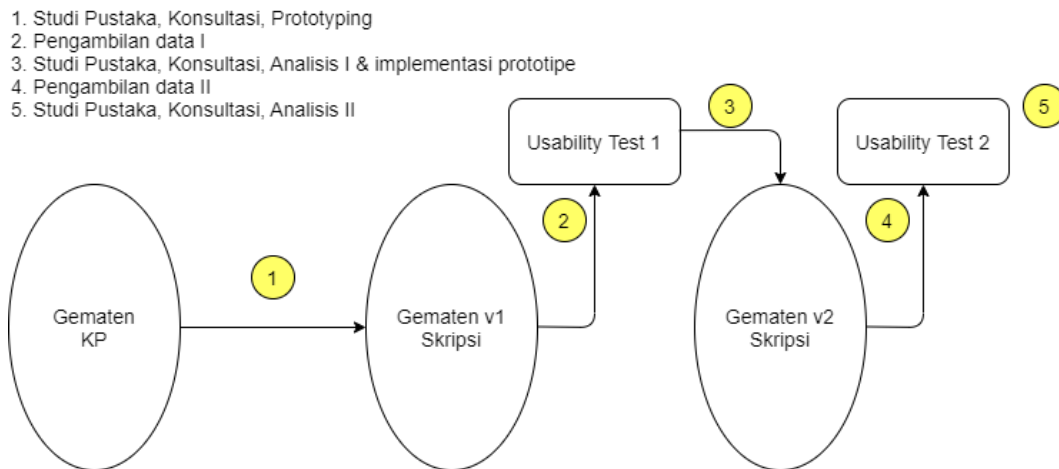 1. Studi Pustaka, Konsultasi, Prototyping
2. Pengambilan data I
3. Studi Pustaka, Konsultasi, Analisis I & implementasi prototipe
4. Pengambilan data II
5. Studi Pustaka, Konsultasi, Analisis II
Usability Test 1
3
Usability Test 2
5
2
4
1
Gematen
KP
Gematen v1
Skripsi
Gematen v2
Skripsi